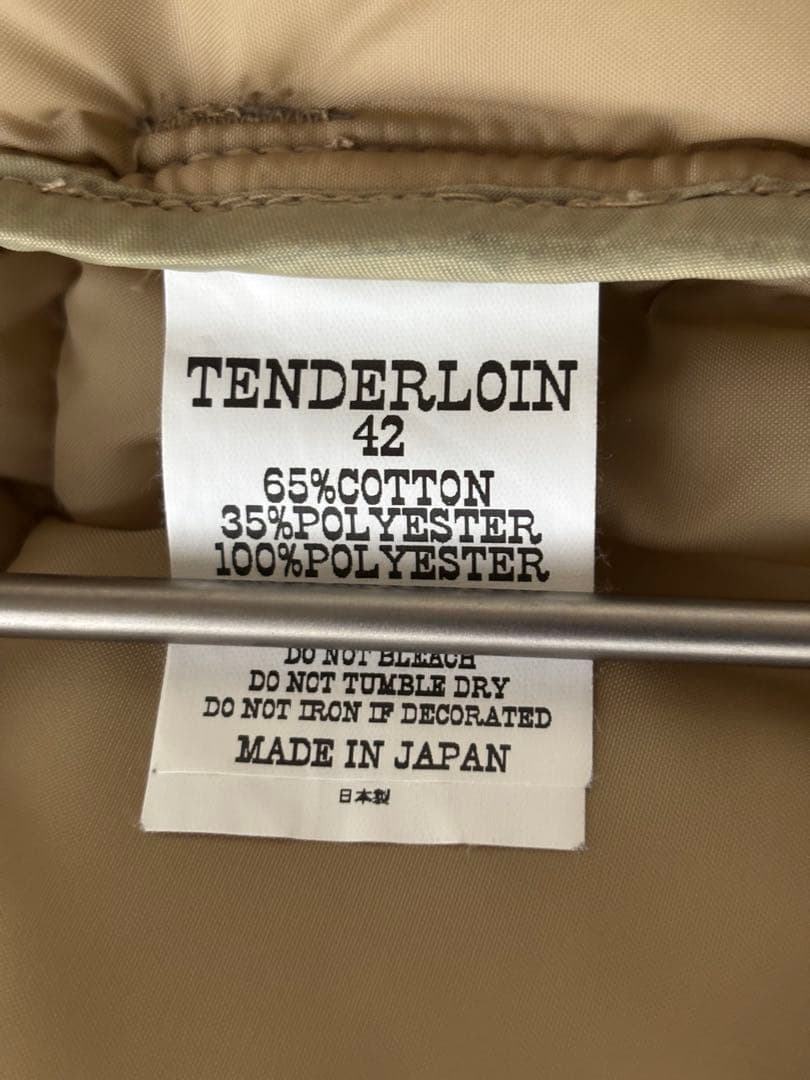 TENDERLOIN
42
65%COTTON
35%POLYESTER
100%POLYESTER
DO NOT BLEACH
DO NOT TUMBLE DRY
DO NOT IRON IF DECORATED
MADE IN JAPAN
日本製